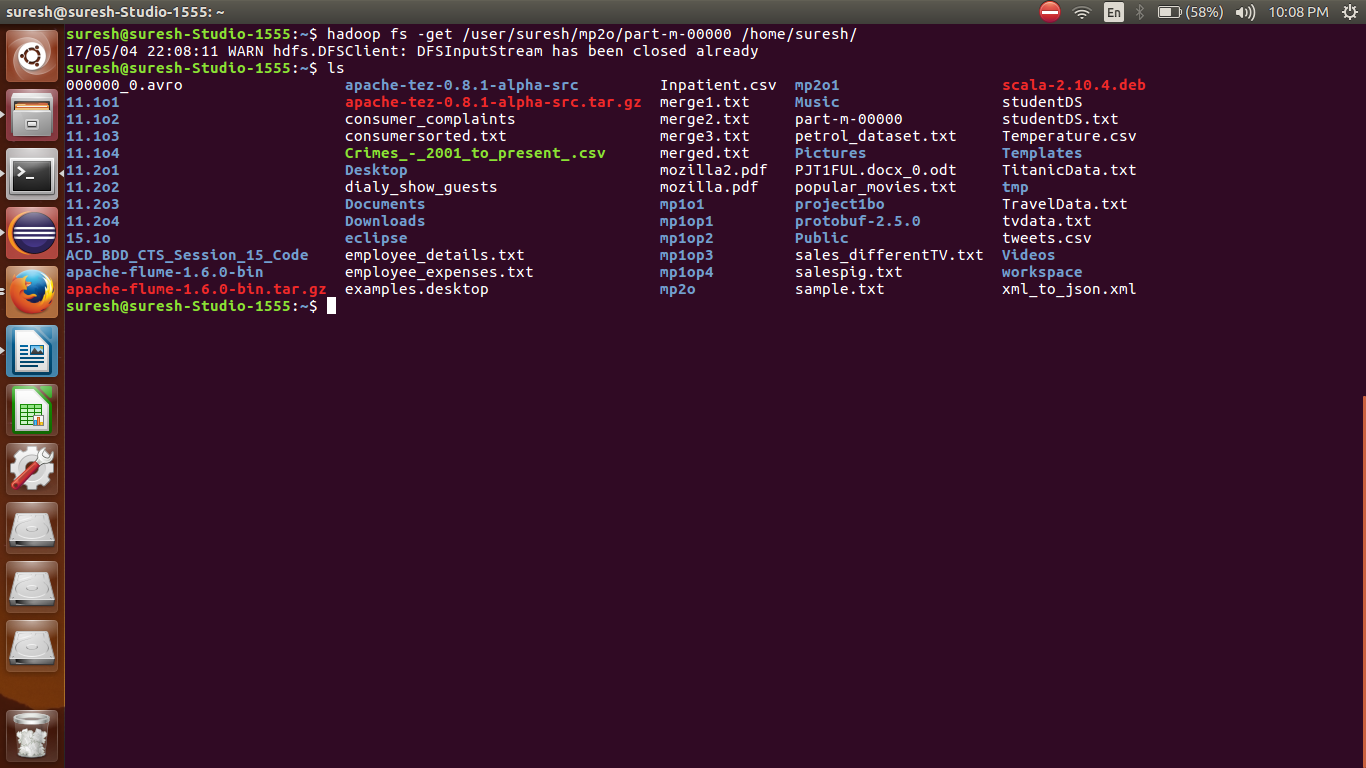 suresh@suresh-Studio-1555: ~ En (58%) 10:08 PM
suresh@suresh-Studio-1555:~$ hadoop fs -get /user/suresh/mp2o/part-m-00000 /home/suresh/
17/05/04 22:08:11 WARN hdfs.DFSClient: DFSInputStream has been closed already
suresh@suresh-Studio-1555:~$ ls
000000_0.avro apache-tez-0.8.1-alpha-src Inpatient.csv mp2o1 scala-2.10.4.deb
11.1o1 apache-tez-0.8.1-alpha-src.tar.gz merge1.txt Music studentDS
11.1o2 consumer_complaints merge2.txt part-m-00000 studentDS.txt
11.1o3 consumersorted.txt merge3.txt petrol_dataset.txt Temperature.csv
11.1o4 Crimes_-_2001_to_present_.csv merged.txt Pictures Templates
11.2o1 Desktop mozilla2.pdf PJT1FUL.docx_0.odt TitanicData.txt
11.2o2 dialy_show_guests mozilla.pdf popular_movies.txt tmp
11.2o3 Documents mp1o1 project1bo TravelData.txt
11.2o4 Downloads mp1op1 protobuf-2.5.0 tvdata.txt
15.1o eclipse mp1op2 Public tweets.csv
ACD_BDD_CTS_Session_15_Code employee_details.txt mp1op3 sales_differentTV.txt Videos
apache-flume-1.6.0-bin employee_expenses.txt mp1op4 salespig.txt workspace
apache-flume-1.6.0-bin.tar.gz examples.desktop mp2o sample.txt xml_to_json.xml
suresh@suresh-Studio-1555:~$